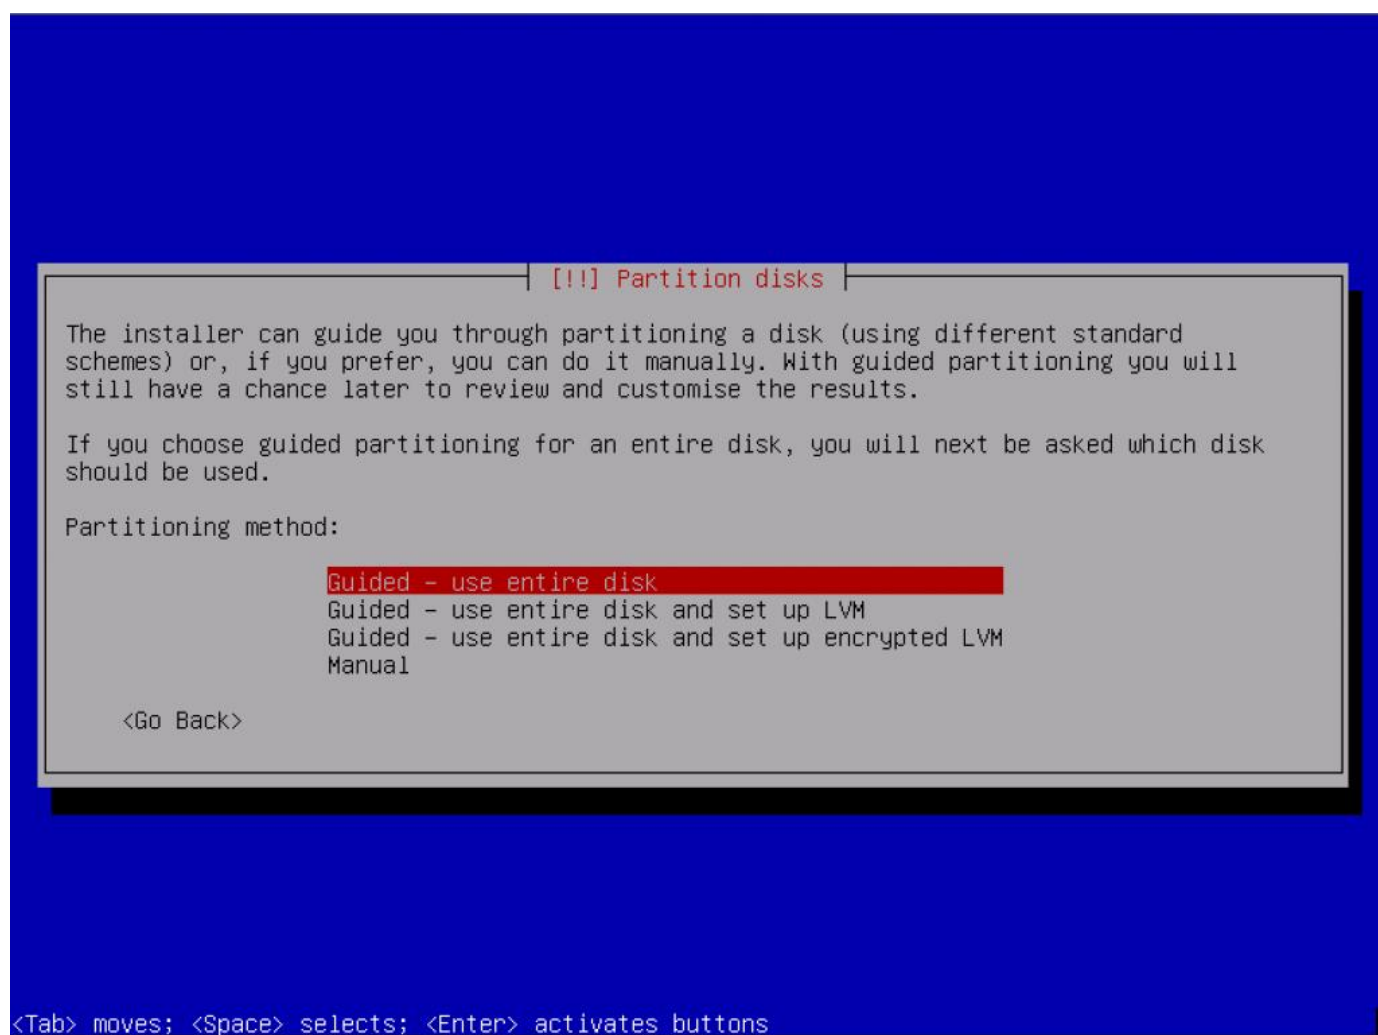 [!!] Partition disks
The installer can guide you through partitioning a disk (using different standard
schemes) or, if you prefer, you can do it manually. With guided partitioning you will
still have a chance later to review and customise the results.
If you choose guided partitioning for an entire disk, you will next be asked which disk
should be used.
Partitioning method:
Guided – use entire disk
Guided – use entire disk and set up LVM
Guided – use entire disk and set up encrypted LVM
Manual
<Go Back>
<Tab> moves; <Space> selects; <Enter> activates buttons